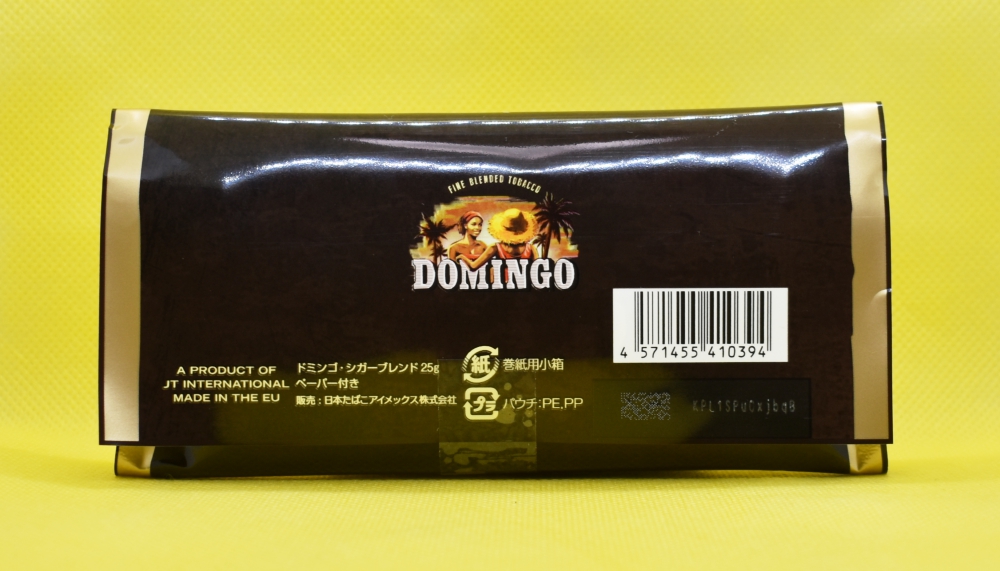 FINE BLENDED TOBACCO
DOMINGO
4 571455 410394
A PRODUCT OF
JT INTERNATIONAL
MADE IN THE EU
ドミンゴ・シガーブレンド25g
ペーパー付き
販売:日本たばこアイメックス株式会社
紙 巻紙用小箱
プラ パウチ:PE,PP